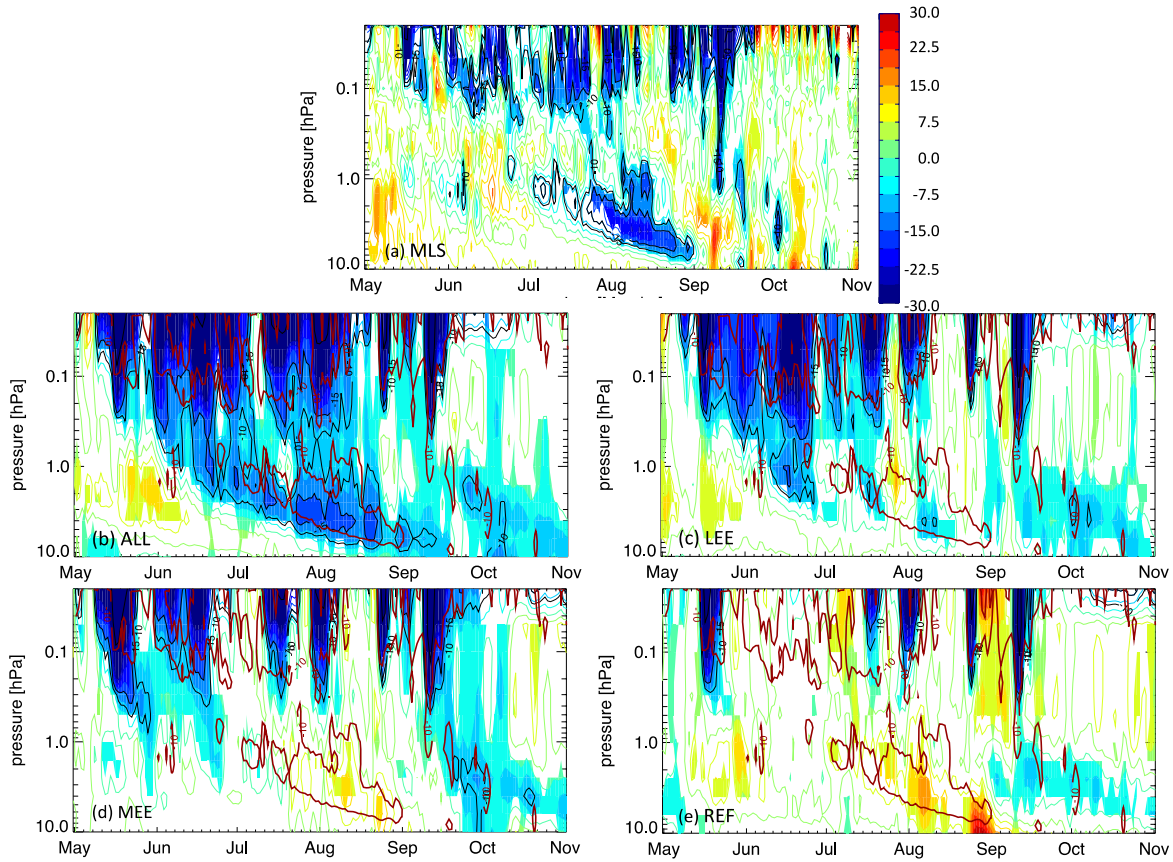 30.0
22.5
15.0
7.5
0.0
-7.5
-15.0
-22.5
-30.0
pressure [hPa]
0.1
1.0
10.0
(a) MLS
May Jun Jul Aug Sep Oct Nov
pressure [hPa]
0.1
1.0
10.0
(b) ALL
May Jun Jul Aug Sep Oct Nov
pressure [hPa]
0.1
1.0
10.0
(c) LEE
May Jun Jul Aug Sep Oct Nov
pressure [hPa]
0.1
1.0
10.0
(d) MEE
May Jun Jul Aug Sep Oct Nov
pressure [hPa]
0.1
1.0
10.0
(e) REF
May Jun Jul Aug Sep Oct Nov